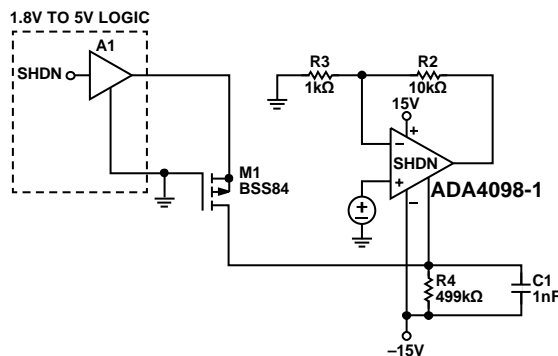 1.8V TO 5V LOGIC
A1
SHDN
M1
BSS84
R3
1kΩ
R2
10kΩ
15V
+
−
SHDN
+
−
ADA4098-1
+
−
R4
499kΩ
C1
1nF
−15V